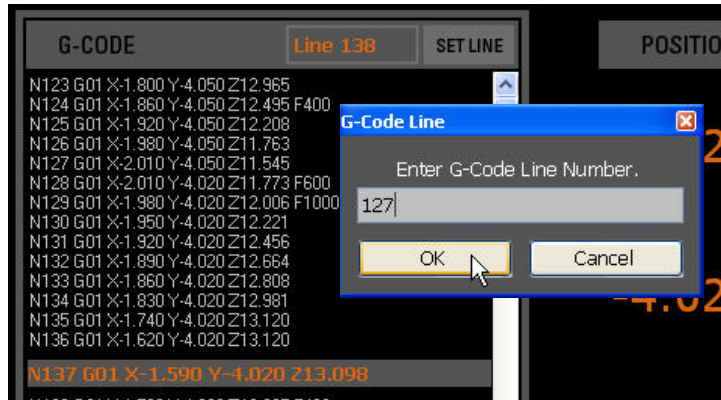 G-CODE
Line 138
SET LINE
POSITIO
N123 G01 X-1.800 Y-4.050 Z12.965
N124 G01 X-1.860 Y-4.050 Z12.495 F400
N125 G01 X-1.920 Y-4.050 Z12.208
N126 G01 X-1.980 Y-4.050 Z11.763
N127 G01 X-2.010 Y-4.050 Z11.545
N128 G01 X-2.010 Y-4.020 Z11.773 F600
N129 G01 X-1.980 Y-4.020 Z12.006 F1000
N130 G01 X-1.950 Y-4.020 Z12.221
N131 G01 X-1.920 Y-4.020 Z12.456
N132 G01 X-1.890 Y-4.020 Z12.664
N133 G01 X-1.860 Y-4.020 Z12.808
N134 G01 X-1.830 Y-4.020 Z12.981
N135 G01 X-1.740 Y-4.020 Z13.120
N136 G01 X-1.620 Y-4.020 Z13.120
N137 G01 X-1.590 Y-4.020 Z13.098
G-Code Line
Enter G-Code Line Number.
127
OK
Cancel
2
-4.02